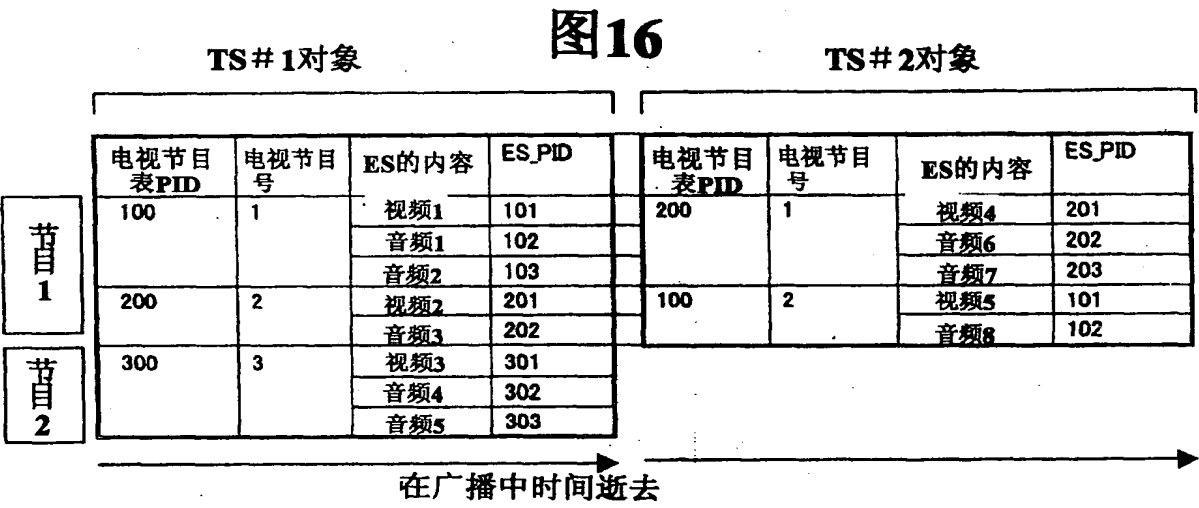 图16
TS#1对象
TS#2对象
电视节目表PID 电视节目号 ES的内容 ES_PID
100 1 视频1 101
音频1 102
音频2 103
200 2 视频2 201
音频3 202
300 3 视频3 301
音频4 302
音频5 303
电视节目表PID 电视节目号 ES的内容 ES_PID
200 1 视频4 201
音频6 202
音频7 203
100 2 视频5 101
音频8 102
节目1
节目2
在广播中时间逝去